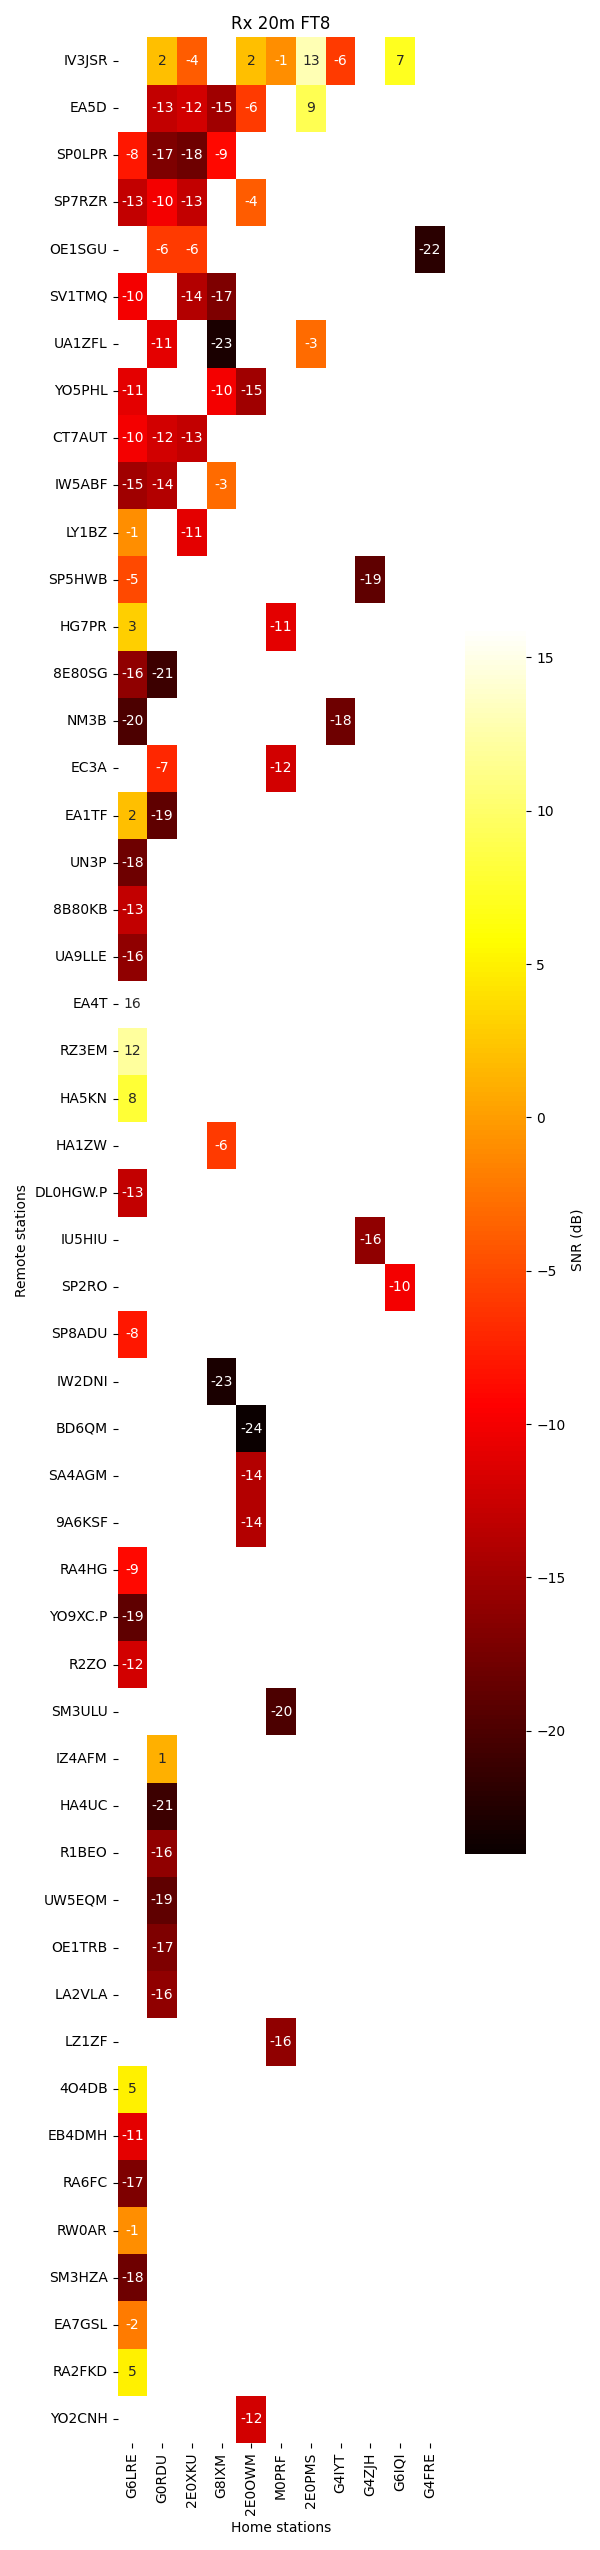 Rx 20m FT8
IV3JSR 2 -4 2 -1 13 -6 7
EA5D -13 -12 -15 -6 9
SP0LPR -8 -17 -18 -9
SP7RZR -13 -10 -13 -4
OE1SGU -6 -6 -22
SV1TMQ -10 -14 -17
UA1ZFL -11 -23 -3
YO5PHL -11 -10 -15
CT7AUT -10 -12 -13
IW5ABF -15 -14 -3
LY1BZ -1 -11
SP5HWB -5 -19
HG7PR 3 -11
8E80SG -16 -21
NM3B -20 -18
EC3A -7 -12
EA1TF 2 -19
UN3P -18
8B80KB -13
UA9LLE -16
EA4T 16
RZ3EM 12
HA5KN 8
HA1ZW -6
DL0HGW.P -13
IU5HIU -16
SP2RO -10
SP8ADU -8
IW2DNI -23
BD6QM -24
SA4AGM -14
9A6KSF -14
RA4HG -9
YO9XC.P -19
R2ZO -12
SM3ULU -20
IZ4AFM 1
HA4UC -21
R1BEO -16
UW5EQM -19
OE1TRB -17
LA2VLA -16
LZ1ZF -16
4O4DB 5
EB4DMH -11
RA6FC -17
RW0AR -1
SM3HZA -18
EA7GSL -2
RA2FKD 5
YO2CNH -12
Remote stations
G6LRE
G0RDU
2E0XKU
G8IXM
2E0OWM
M0PRF
2E0PMS
G4IYT
G4ZJH
G6IQI
G4FRE
Home stations
15
10
5
0
−5
−10
−15
−20
SNR (dB)